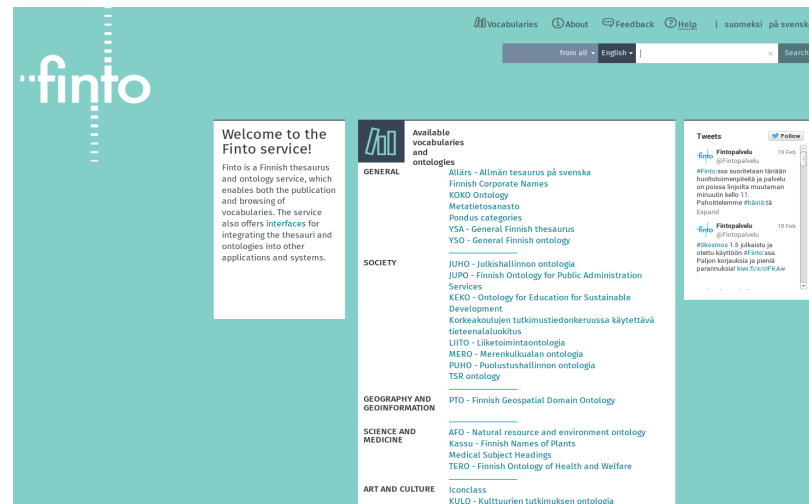 Vocabularies About Feedback Help | suomeksi på svenska
from all English Search
finto
Welcome to the
Finto service!
Finto is a Finnish thesaurus
and ontology service, which
enables both the publication
and browsing of
vocabularies. The service
also offers interfaces for
integrating the thesauri and
ontologies into other
applications and systems.
Available
vocabularies
and
ontologies
GENERAL
Allärs - Allmän tesaurus på svenska
Finnish Corporate Names
KOKO Ontology
Metatietosanasto
Pondus categories
YSA - General Finnish thesaurus
YSO - General Finnish ontology
SOCIETY
JUHO - Julkishallinnon ontologia
JUPO - Finnish Ontology for Public Administration
Services
KEKO - Ontology for Education for Sustainable
Development
Korkeakoulujen tutkimustiedonkeruussa käytettävä
tieteenalaluokitus
LIITO - Liiketoimintaontologia
MERO - Merenkulkualan ontologia
PUHO - Puolustushallinnon ontologia
TSR ontology
GEOGRAPHY AND
GEOINFORMATION
PTO - Finnish Geospatial Domain Ontology
SCIENCE AND
MEDICINE
AFO - Natural resource and environment ontology
Kassu - Finnish Names of Plants
Medical Subject Headings
TERO - Finnish Ontology of Health and Welfare
ART AND CULTURE
Iconclass
KULO - Kulttuurien tutkimuksen ontologia
Tweets Follow
finto Fintopalvelu 19 Feb
@Fintopalvelu
#Finto:ssa suoritetaan tänään
huoltotoimenpiteitä ja palvelu
on poissa linjoilta muutaman
minuutin kello 11.
Pahoittelemme #häiriö:tä
Expand
finto Fintopalvelu 18 Feb
@Fintopalvelu
#Skosmos 1.5 julkaistu ja
otettu käyttöön #Finto:ssa.
Paljon korjauksia ja pieniä
parannuksia! kiwi.fi/x/cIFKAw